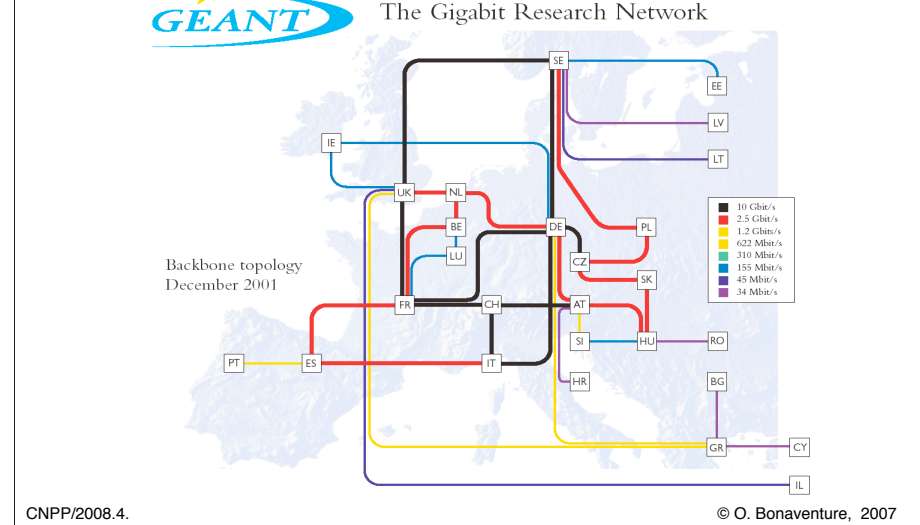 GEANT The Gigabit Research Network
SE
EE
LV
IE
LT
UK NL
BE DE PL
LU CZ
SK
FR CH AT
SI HU RO
PT ES IT
HR BG
GR CY
IL
Backbone topology
December 2001
10 Gbit/s
2.5 Gbit/s
1.2 Gbits/s
622 Mbit/s
310 Mbit/s
155 Mbit/s
45 Mbit/s
34 Mbit/s
CNPP/2008.4. © O. Bonaventure, 2007